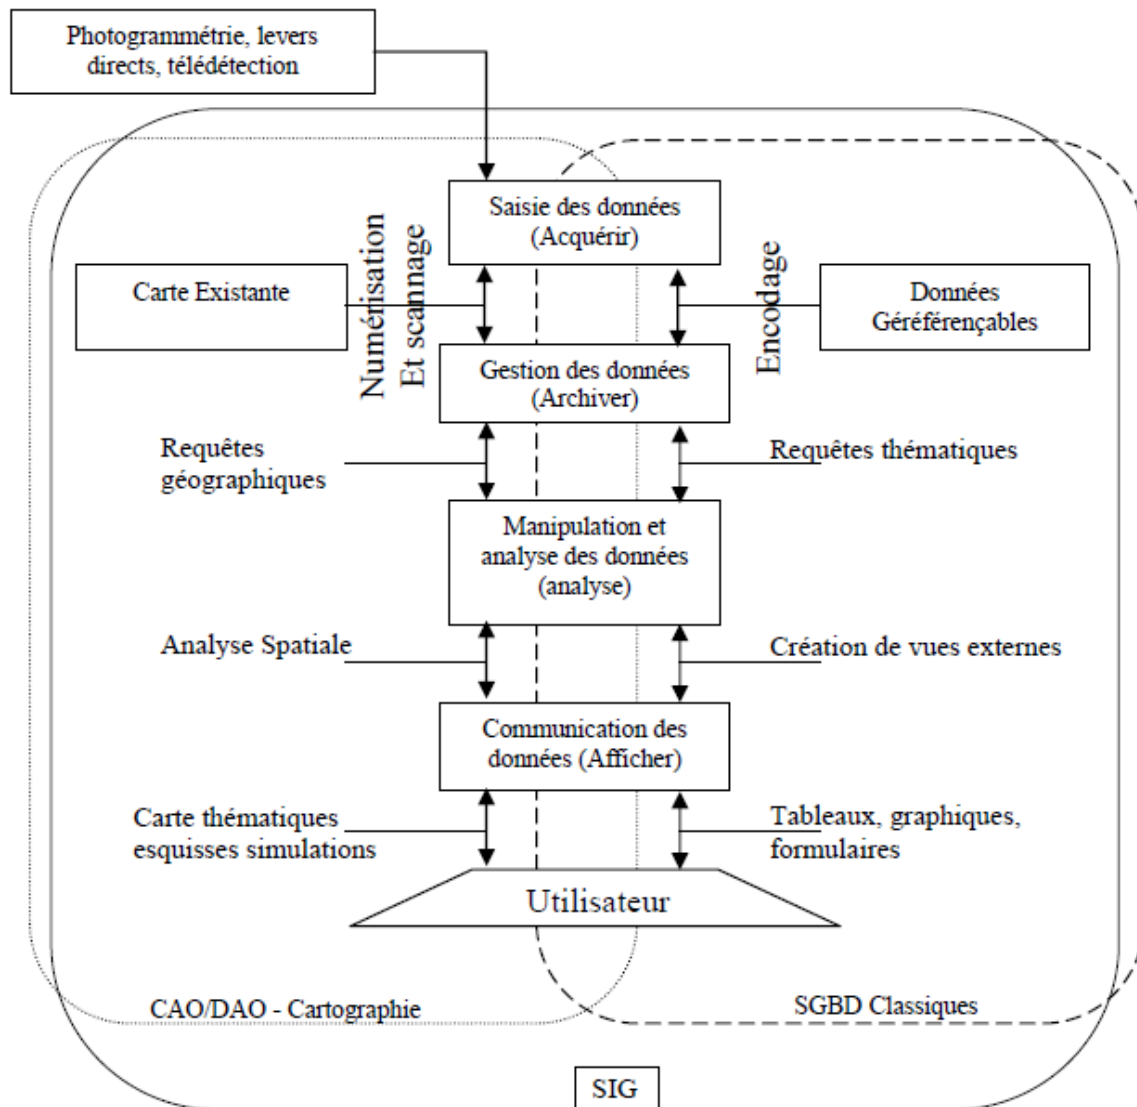 Photogrammétrie, levers
directs, télédétection
Saisie des données
(Acquérir)
Numérisation
Et scannage
Encodage
Carte Existante
Données
Géréférençables
Gestion des données
(Archiver)
Requêtes
géographiques
Requêtes thématiques
Manipulation et
analyse des données
(analyse)
Analyse Spatiale
Création de vues externes
Communication des
données (Afficher)
Carte thématiques
esquisses simulations
Tableaux, graphiques,
formulaires
Utilisateur
CAO/DAO - Cartographie
SGBD Classiques
SIG